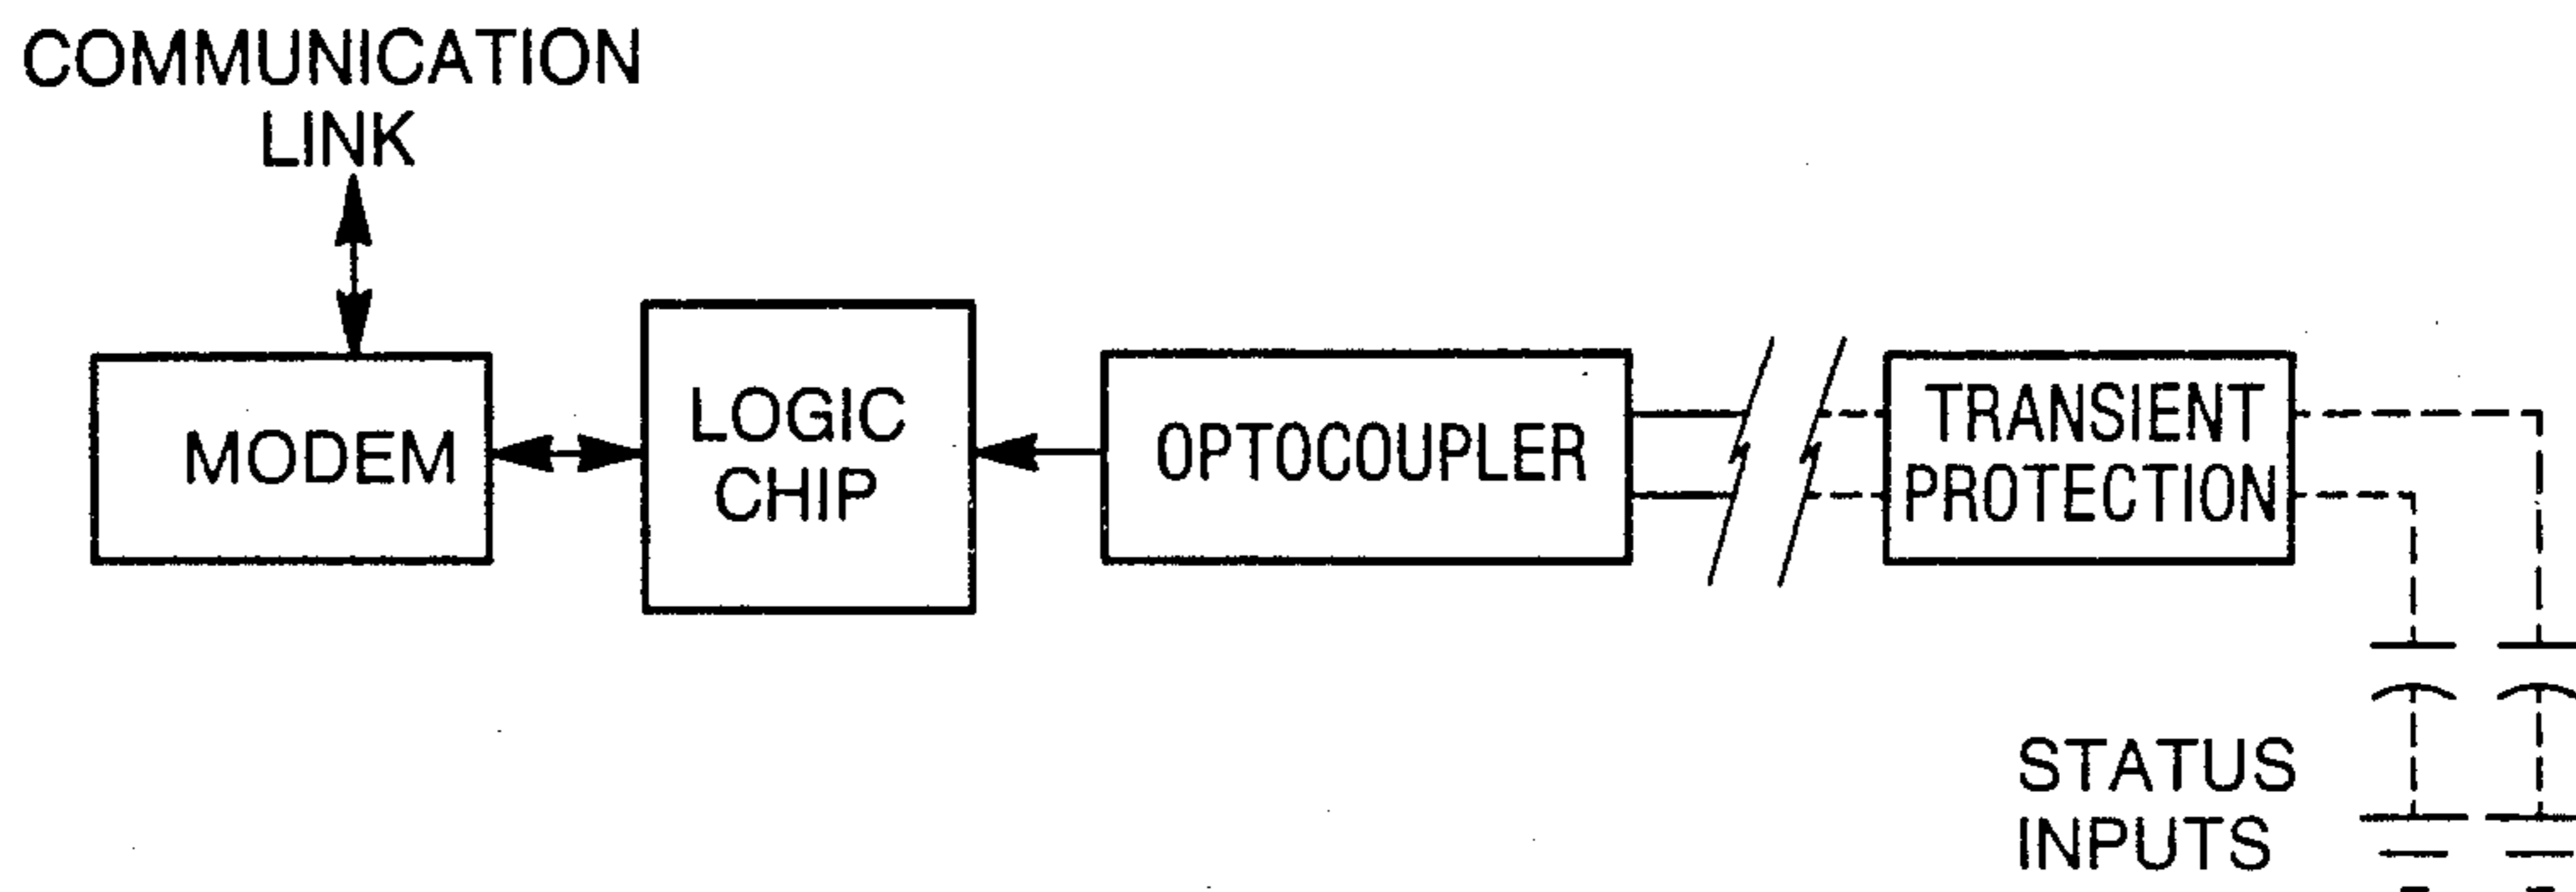 COMMUNICATION
LINK
MODEM
LOGIC
CHIP
OPTOCOUPLER
TRANSIENT
PROTECTION
STATUS
INPUTS